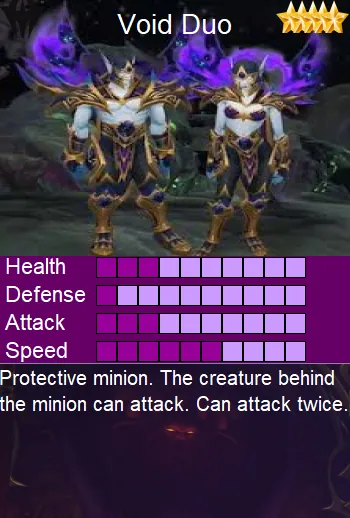 Void Duo
Health
Defense
Attack
Speed
Protective minion. The creature behind
the minion can attack. Can attack twice.